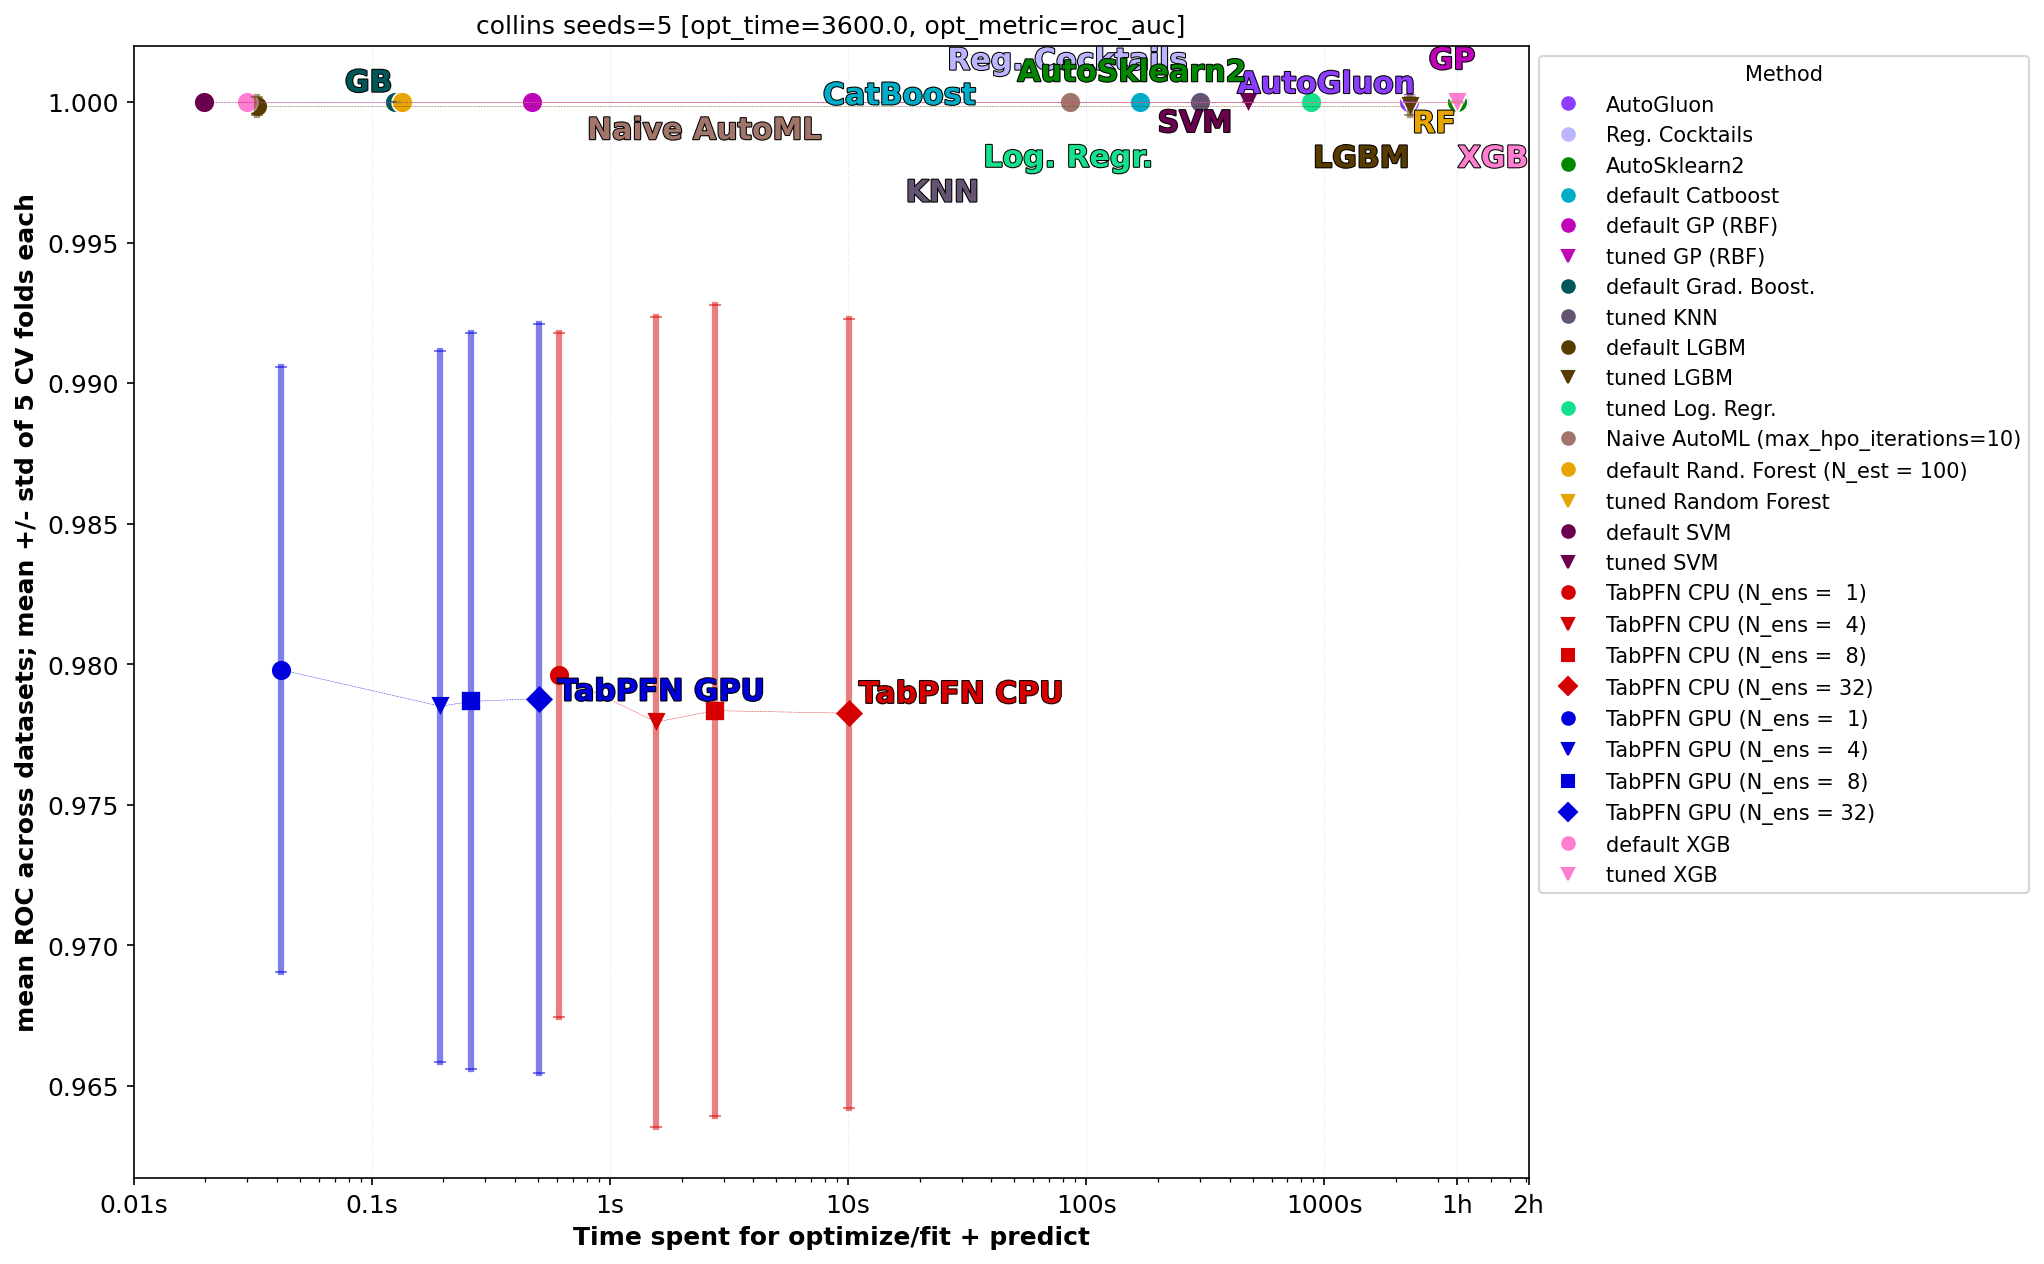 collins seeds=5 [opt_time=3600.0, opt_metric=roc_auc]
mean ROC across datasets; mean +/- std of 5 CV folds each
1.000
0.995
0.990
0.985
0.980
0.975
0.970
0.965
Reg. Cocktails
GP
AutoSklearn2
GB
AutoGluon
CatBoost
SVM
RF
Naive AutoML
Log. Regr.
LGBM
XGB
KNN
TabPFN GPU
TabPFN CPU
0.01s
0.1s
1s
10s
100s
1000s
1h
2h
Time spent for optimize/fit + predict
Method
AutoGluon
Reg. Cocktails
AutoSklearn2
default Catboost
default GP (RBF)
tuned GP (RBF)
default Grad. Boost.
tuned KNN
default LGBM
tuned LGBM
tuned Log. Regr.
Naive AutoML (max_hpo_iterations=10)
default Rand. Forest (N_est = 100)
tuned Random Forest
default SVM
tuned SVM
TabPFN CPU (N_ens =  1)
TabPFN CPU (N_ens =  4)
TabPFN CPU (N_ens =  8)
TabPFN CPU (N_ens = 32)
TabPFN GPU (N_ens =  1)
TabPFN GPU (N_ens =  4)
TabPFN GPU (N_ens =  8)
TabPFN GPU (N_ens = 32)
default XGB
tuned XGB